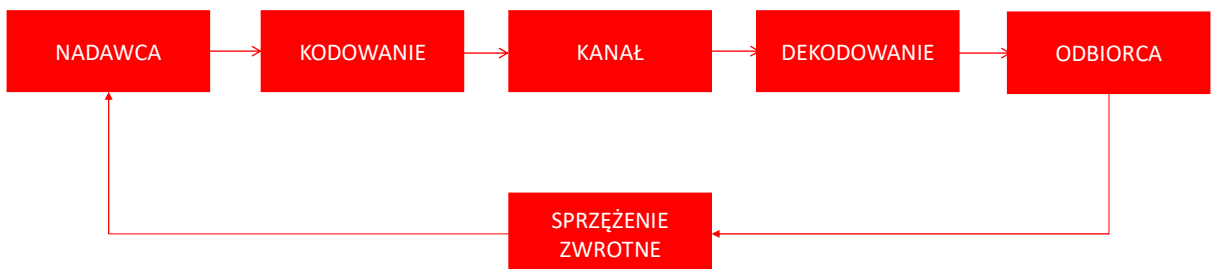 NADAWCA
KODOWANIE
KANAŁ
DEKODOWANIE
ODBIORCA
SPRZĘŻENIE
ZWROTNE